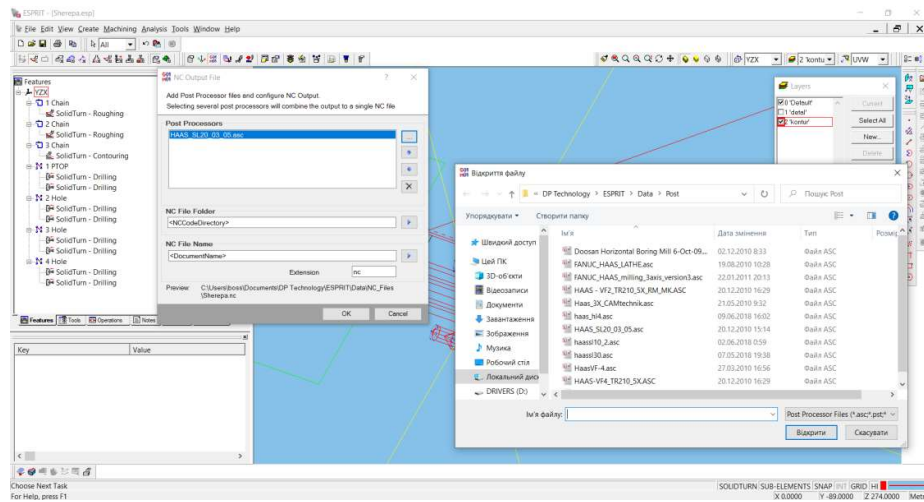 ESPRIT - [Sherepa.esp]
File Edit View Create Machining Analysis Tools Window Help
All
YZX
2 'kontu
UVW
Features
YZX
1 Chain
SolidTurn - Roughing
2 Chain
SolidTurn - Roughing
3 Chain
SolidTurn - Contouring
1 PTOP
SolidTurn - Drilling
SolidTurn - Drilling
2 Hole
SolidTurn - Drilling
SolidTurn - Drilling
3 Hole
SolidTurn - Drilling
SolidTurn - Drilling
4 Hole
SolidTurn - Drilling
SolidTurn - Drilling
Features Tools Operations Notes
Key Value
NC Output File
Add Post Processor files and configure NC Output.
Selecting several post processors will combine the output to a single NC file.
Post Processors
HAAS_SL20_03_05.asc
NC File Folder
<NCCodeDirectory>
NC File Name
<DocumentName>
Extension nc
Preview: C:\Users\boss\Documents\DP Technology\ESPRIT\Data\NC_Files
\Sherepa.nc
OK Cancel
Layers
0 'Default'
1 'detal'
2 'kontur'
Current
Select All
New...
Delete
Відкриття файлу
DP Technology > ESPRIT > Data > Post
Пошук: Post
Упорядкувати Створити папку
Швидкий доступ
Цей ПК
3D-об'єкти
Відеозаписи
Документи
Завантаження
Зображення
Музика
Робочий стіл
Локальний диск
DRIVERS (D:)
Ім'я Дата змінення Тип Розмір
Doosan Horizontal Boring Mill 6-Oct-09... 02.12.2010 8:33 Файл ASC
FANUC_HAAS_LATHE.asc 19.08.2010 10:28 Файл ASC
FANUC_HAAS_milling_3axis_version3.asc 22.01.2011 20:13 Файл ASC
HAAS - VF2_TR210_5X_RM_MK.ASC 20.12.2010 16:29 Файл ASC
Haas_3X_CAMtechnik.asc 21.05.2010 9:32 Файл ASC
haas_hl4.asc 09.06.2018 16:02 Файл ASC
HAAS_SL20_03_05.asc 20.12.2010 15:14 Файл ASC
haassl10_2.asc 02.06.2018 0:59 Файл ASC
haassl30.asc 07.05.2018 19:38 Файл ASC
HaasVF-4.asc 27.03.2010 16:56 Файл ASC
HAAS-VF4_TR210_5X.ASC 20.12.2010 16:29 Файл ASC
Ім'я файлу:
Post Processor Files (*.asc;*.pst;*
Відкрити Скасувати
Choose Next Task
For Help, press F1
SOLIDTURN SUB-ELEMENTS SNAP INT GRID HI
X 0.0000 Y -89.0000 Z 274.0000